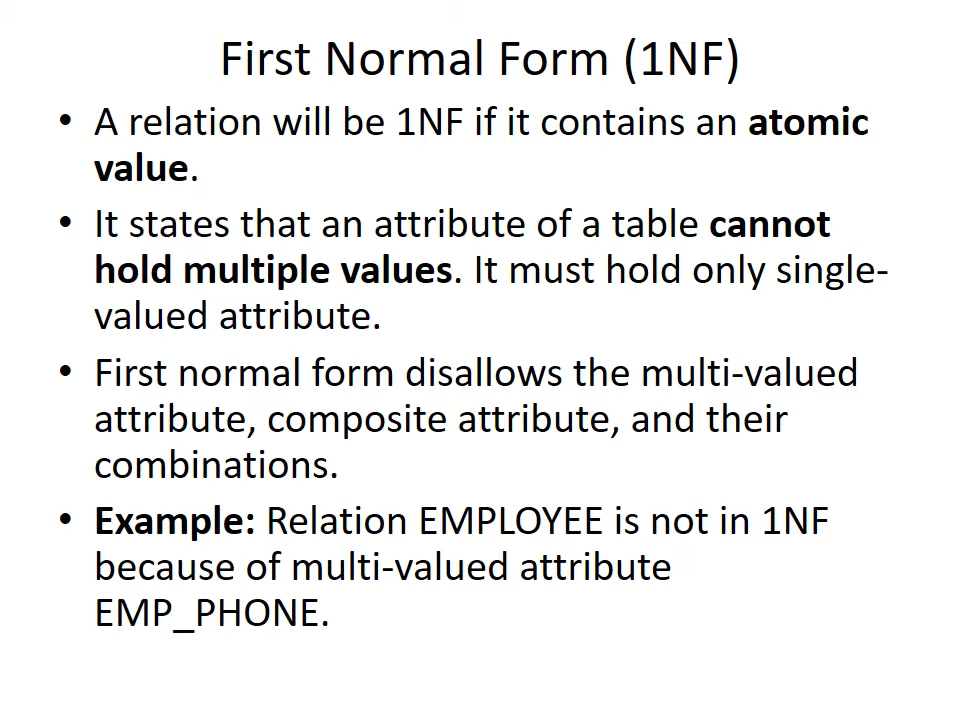 First Normal Form (1NF)
• A relation will be 1NF if it contains an atomic
value.
• It states that an attribute of a table cannot
hold multiple values. It must hold only single-
valued attribute.
• First normal form disallows the multi-valued
attribute, composite attribute, and their
combinations.
• Example: Relation EMPLOYEE is not in 1NF
because of multi-valued attribute
EMP_PHONE.